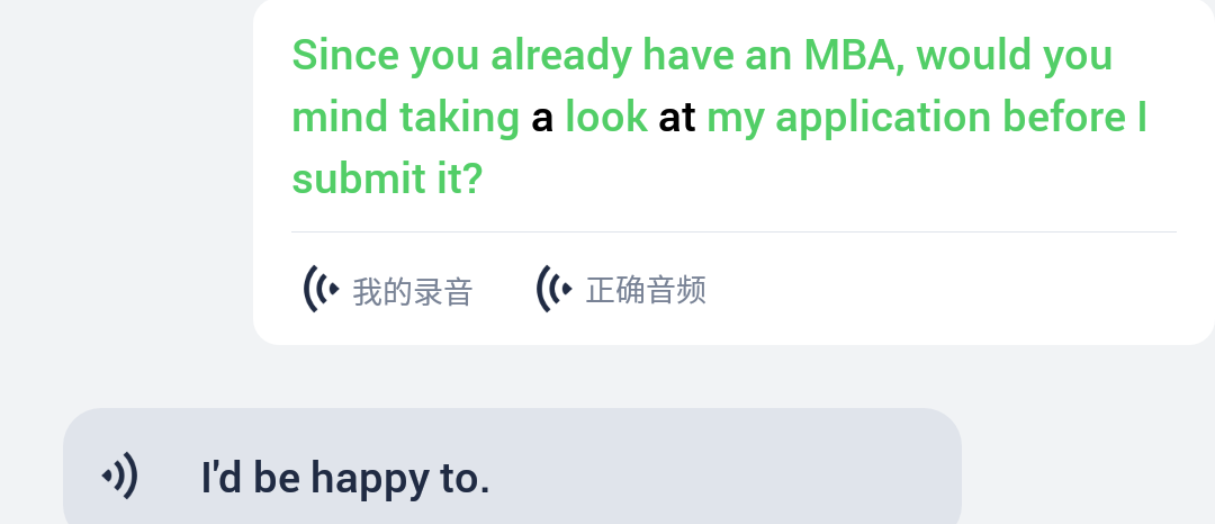 Since you already have an MBA, would you
mind taking a look at my application before I
submit it?
我的录音 正确音频
I'd be happy to.